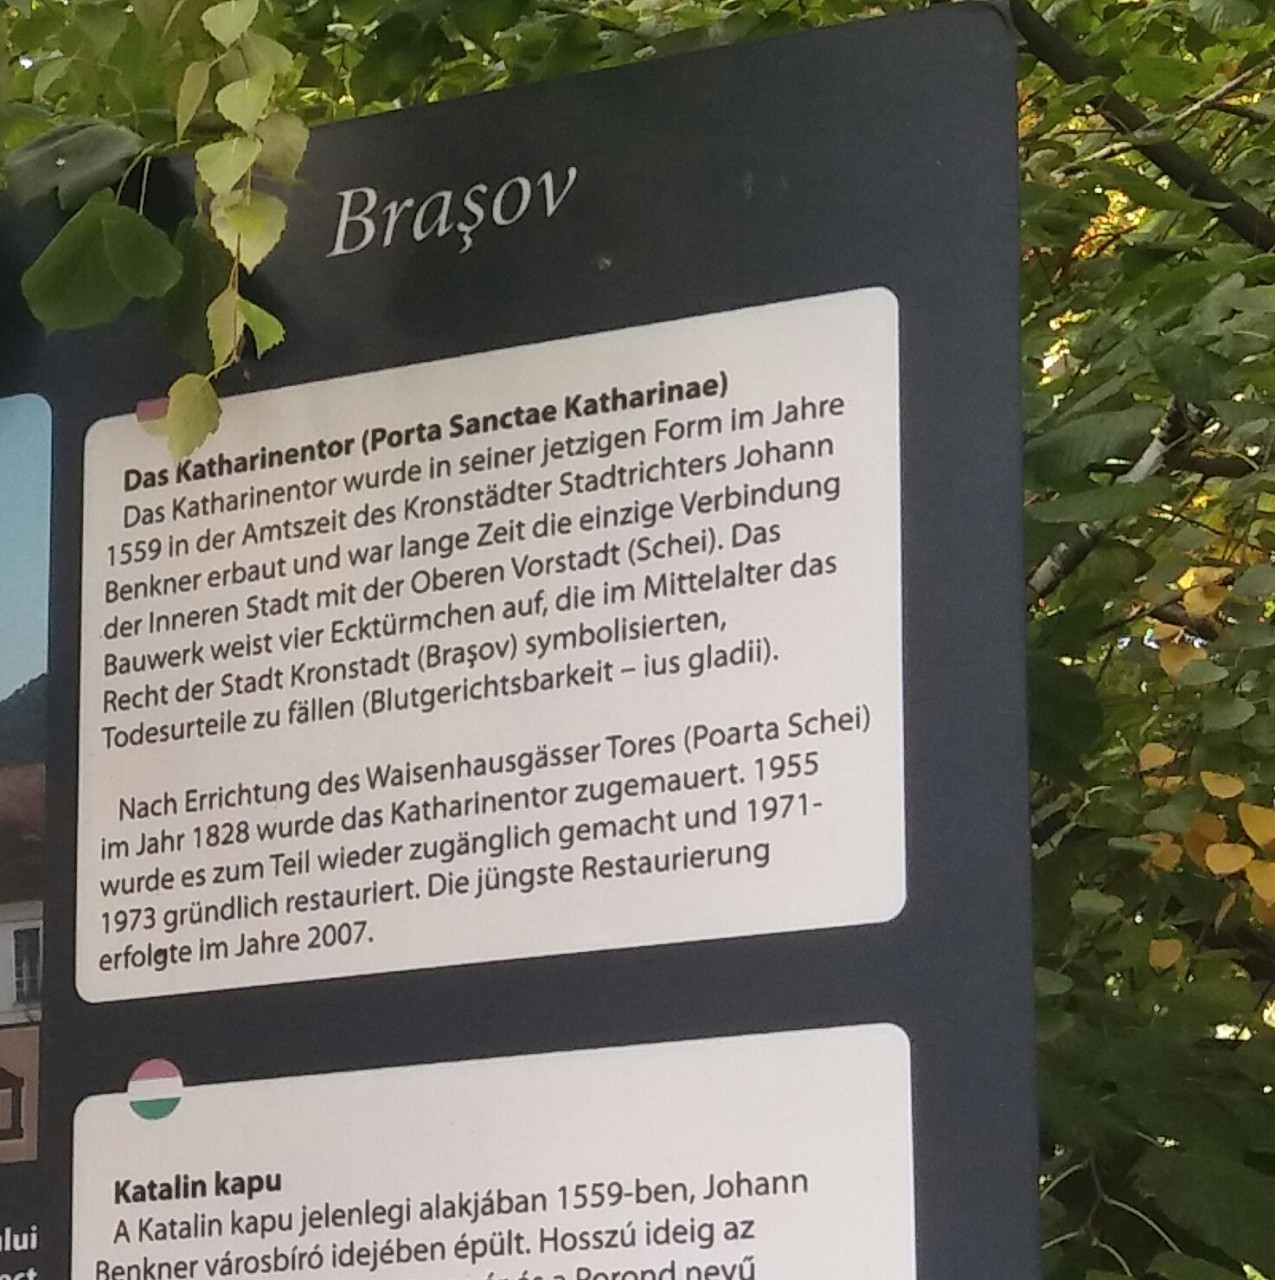 Braşov
Das Katharinentor (Porta Sanctae Katharinae)
Das Katharinentor wurde in seiner jetzigen Form im Jahre
1559 in der Amtszeit des Kronstädter Stadtrichters Johann
Benkner erbaut und war lange Zeit die einzige Verbindung
der Inneren Stadt mit der Oberen Vorstadt (Schei). Das
Bauwerk weist vier Ecktürmchen auf, die im Mittelalter das
Recht der Stadt Kronstadt (Braşov) symbolisierten,
Todesurteile zu fällen (Blutgerichtsbarkeit – ius gladii).
Nach Errichtung des Waisenhausgässer Tores (Poarta Schei)
im Jahr 1828 wurde das Katharinentor zugemauert. 1955
wurde es zum Teil wieder zugänglich gemacht und 1971-
1973 gründlich restauriert. Die jüngste Restaurierung
erfolgte im Jahre 2007.
Katalin kapu
A Katalin kapu jelenlegi alakjában 1559-ben, Johann
Benkner városbíró idejében épült. Hosszú ideig az
a Porond nevű